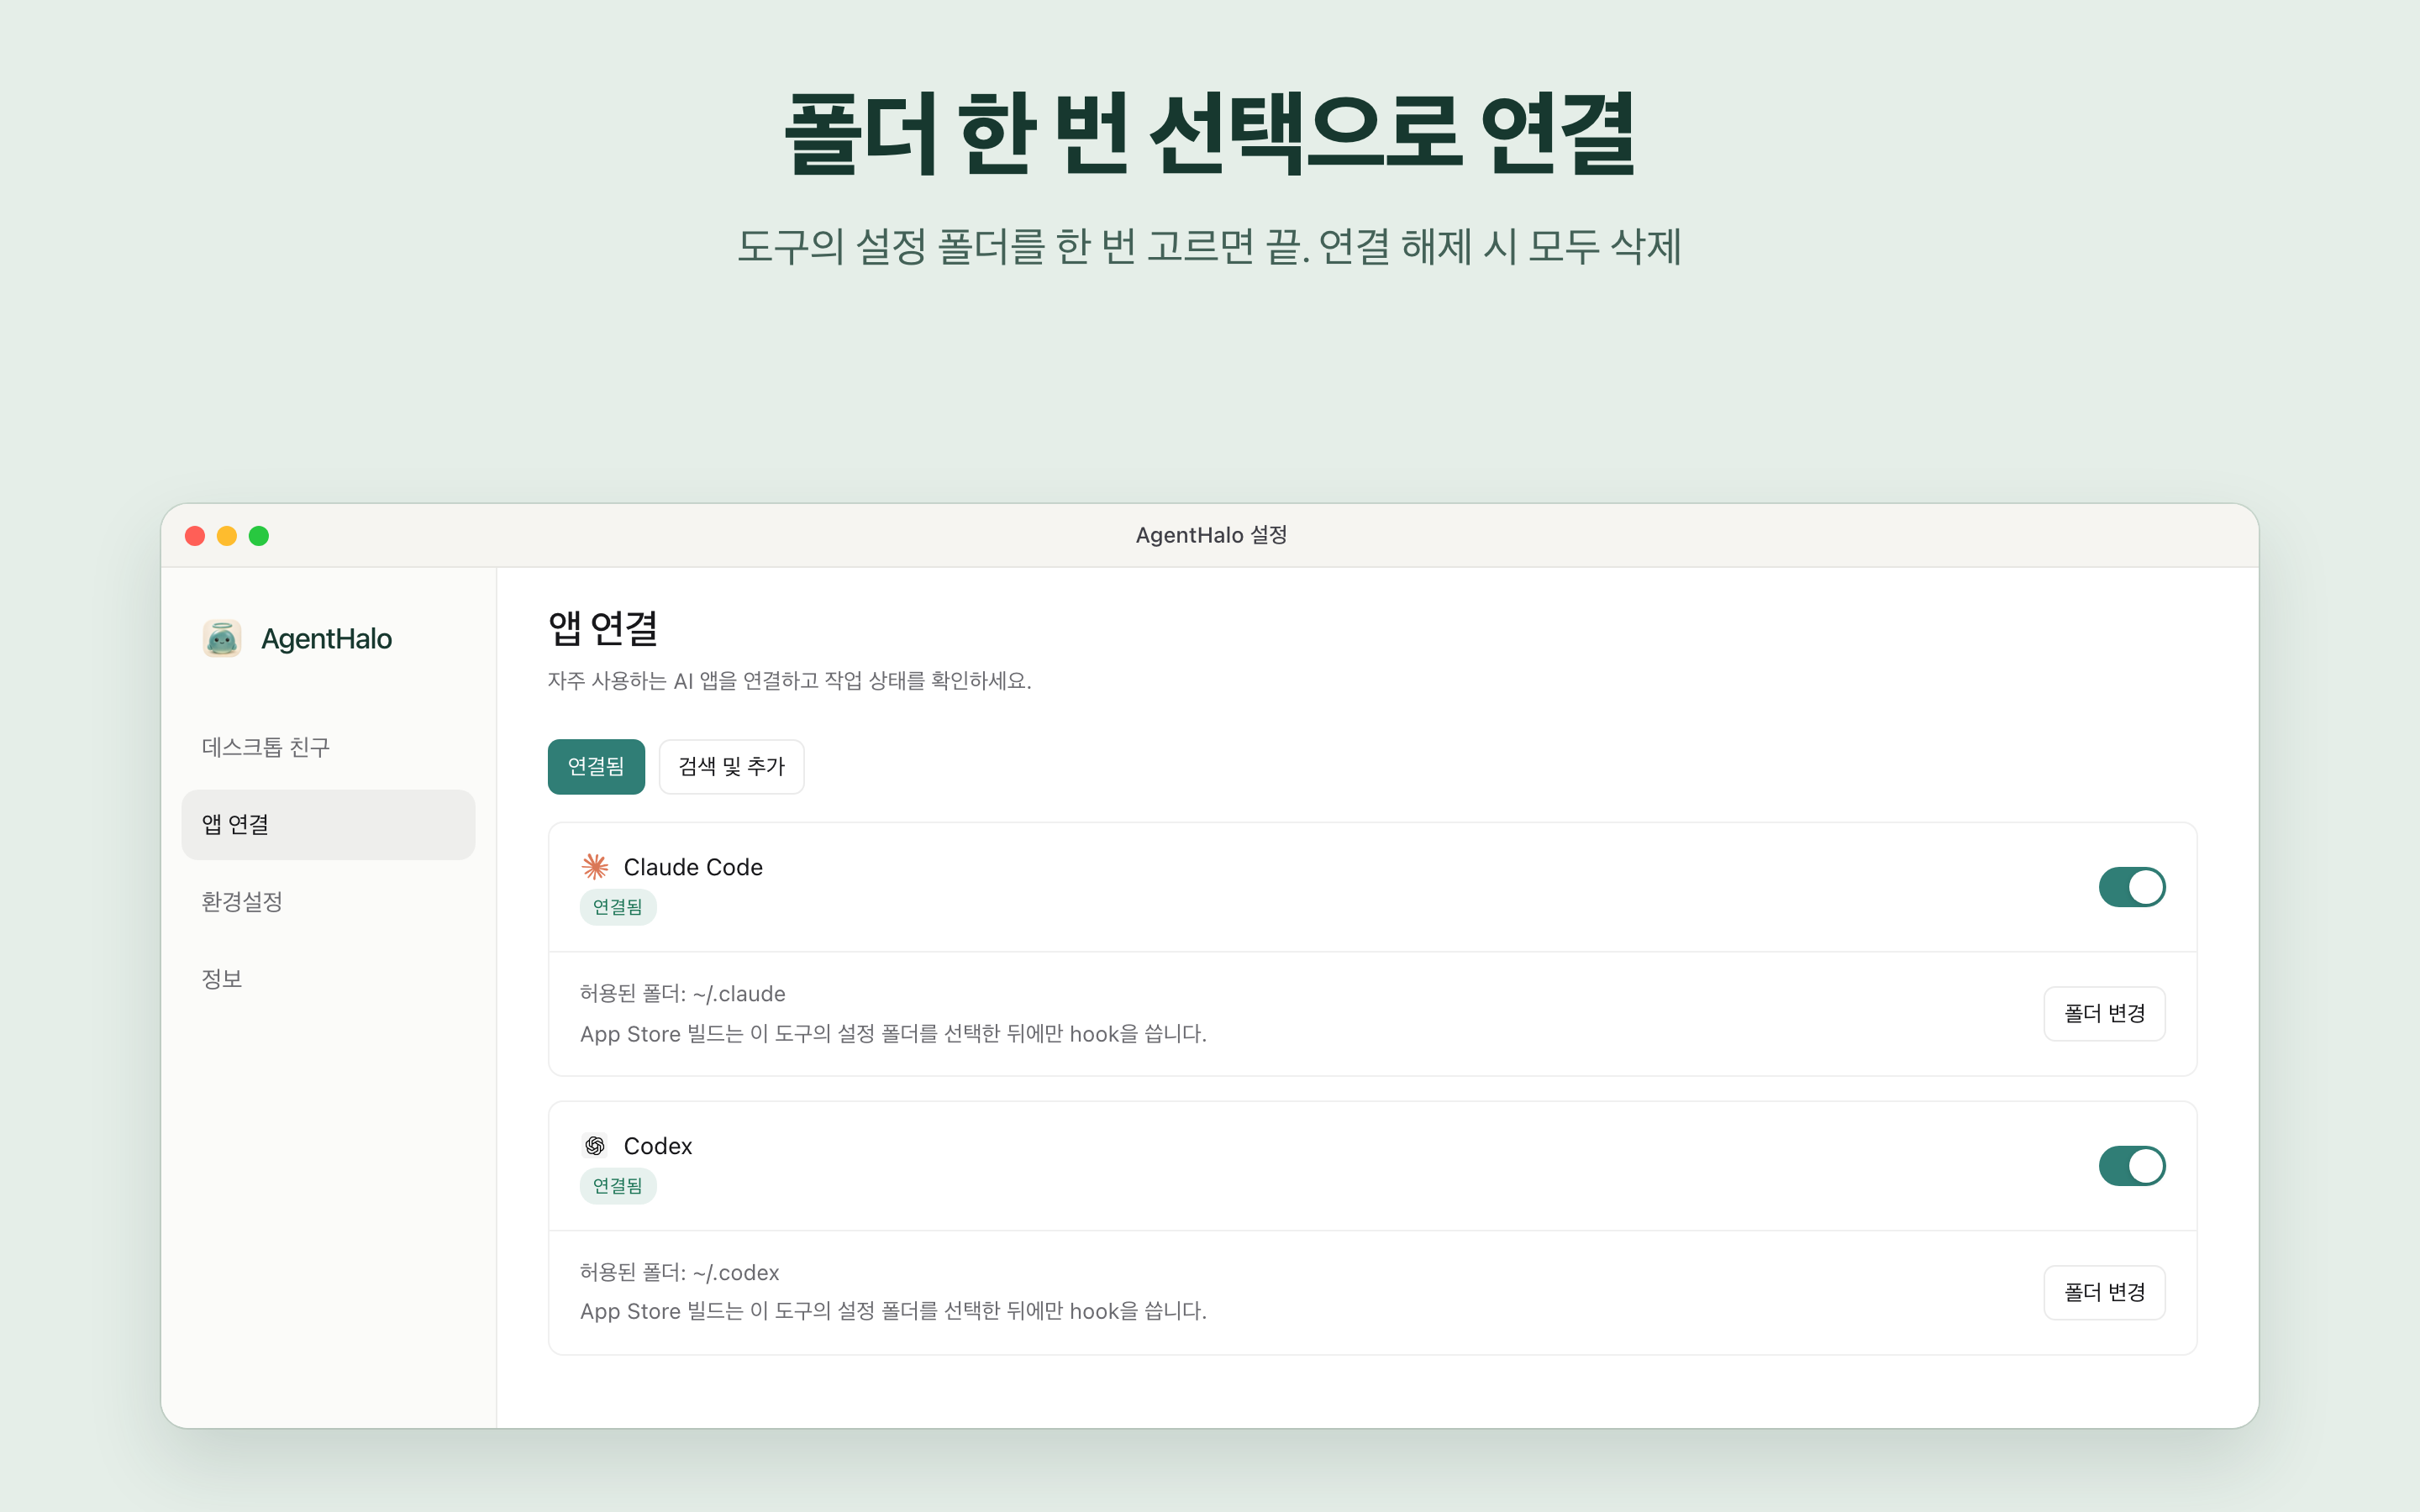 폴더 한 번 선택으로 연결
도구의 설정 폴더를 한 번 고르면 끝. 연결 해제 시 모두 삭제
AgentHalo 설정
AgentHalo
데스크톱 친구
앱 연결
환경설정
정보
앱 연결
자주 사용하는 AI 앱을 연결하고 작업 상태를 확인하세요.
연결됨
검색 및 추가
Claude Code
연결됨
허용된 폴더: ~/.claude
App Store 빌드는 이 도구의 설정 폴더를 선택한 뒤에만 hook을 씁니다.
폴더 변경
Codex
연결됨
허용된 폴더: ~/.codex
App Store 빌드는 이 도구의 설정 폴더를 선택한 뒤에만 hook을 씁니다.
폴더 변경